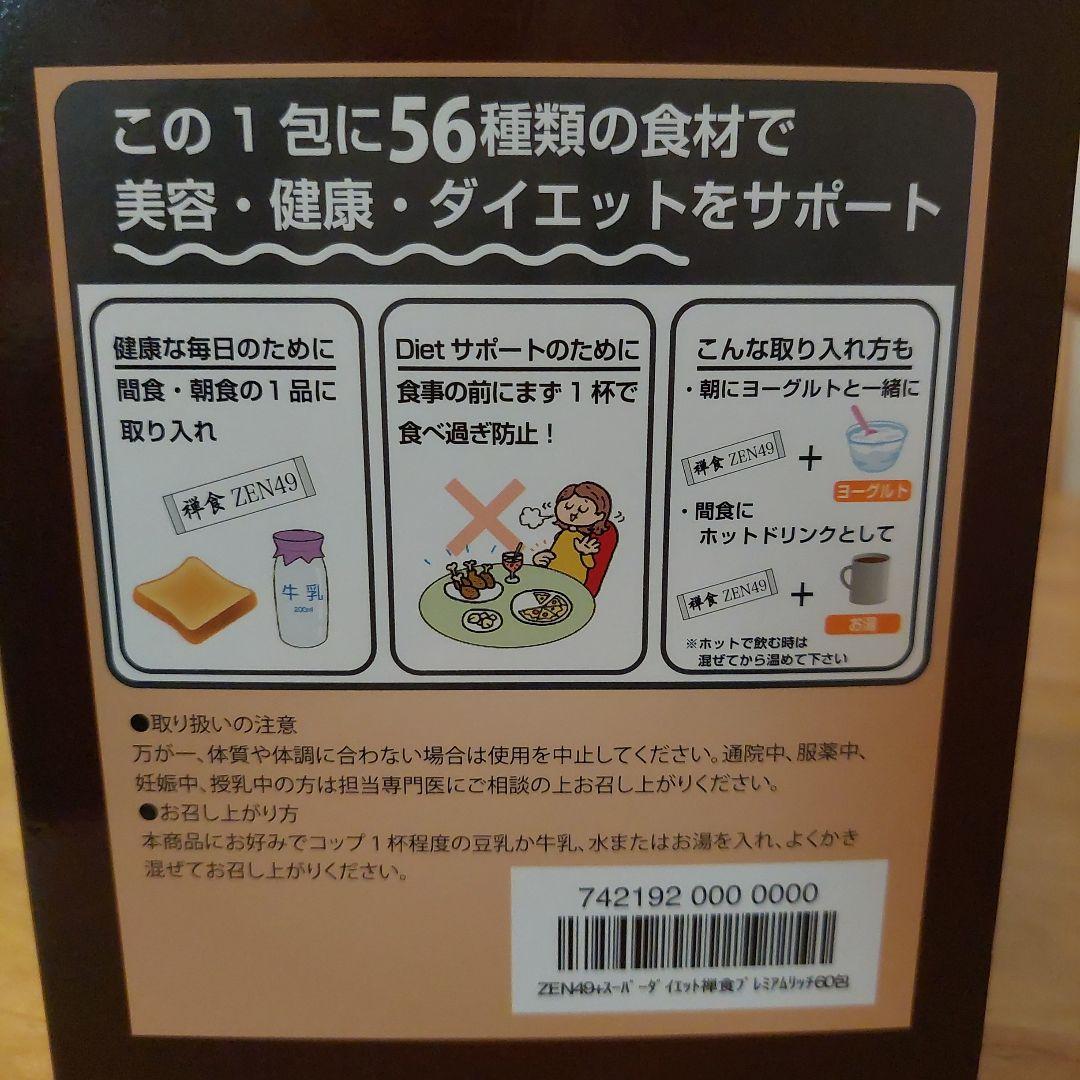 この1包に56種類の食材で
美容・健康・ダイエットをサポート
健康な毎日のために
間食・朝食の1品に
取り入れ
禅食 ZEN49
牛乳
200ml
Diet サポートのために
食事の前にまず1杯で
食べ過ぎ防止！
こんな取り入れ方も
・朝にヨーグルトと一緒に
禅食 ZEN49
+
ヨーグルト
・間食に
ホットドリンクとして
禅食 ZEN49
+
お湯
※ホットで飲む時は
混ぜてから温めて下さい
●取り扱いの注意
万が一、体質や体調に合わない場合は使用を中止してください。通院中、服薬中、
妊娠中、授乳中の方は担当専門医にご相談の上お召し上がりください。
●お召し上がり方
本商品にお好みでコップ1杯程度の豆乳か牛乳、水またはお湯を入れ、よくかき
混ぜてお召し上がりください。
742192 000 0000
ZEN49+ｽｰﾊﾟｰﾀﾞｲｴｯﾄ禅食ﾌﾟﾚﾐｱﾑﾘｯﾁ60包